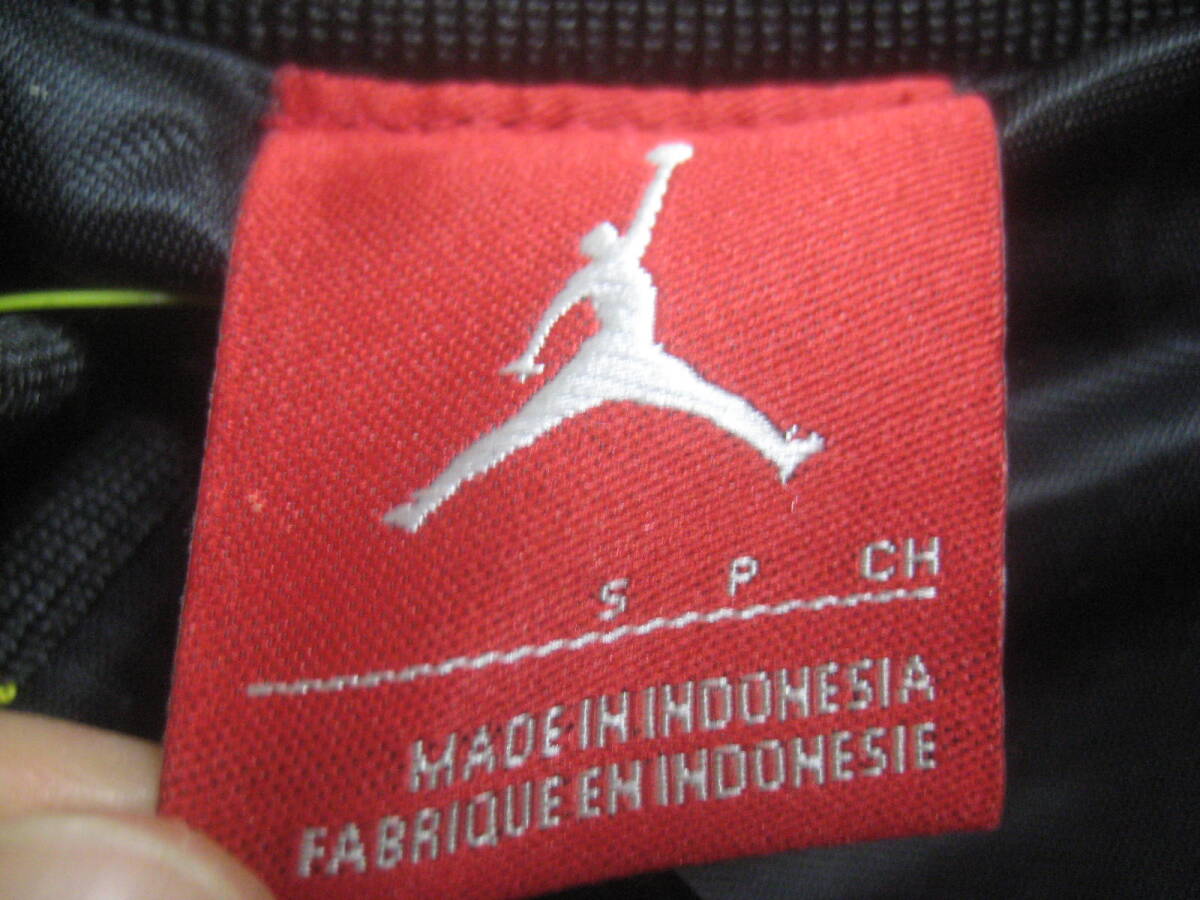 S P CH
MADE IN INDONESIA
FABRIQUE EN INDONESIE